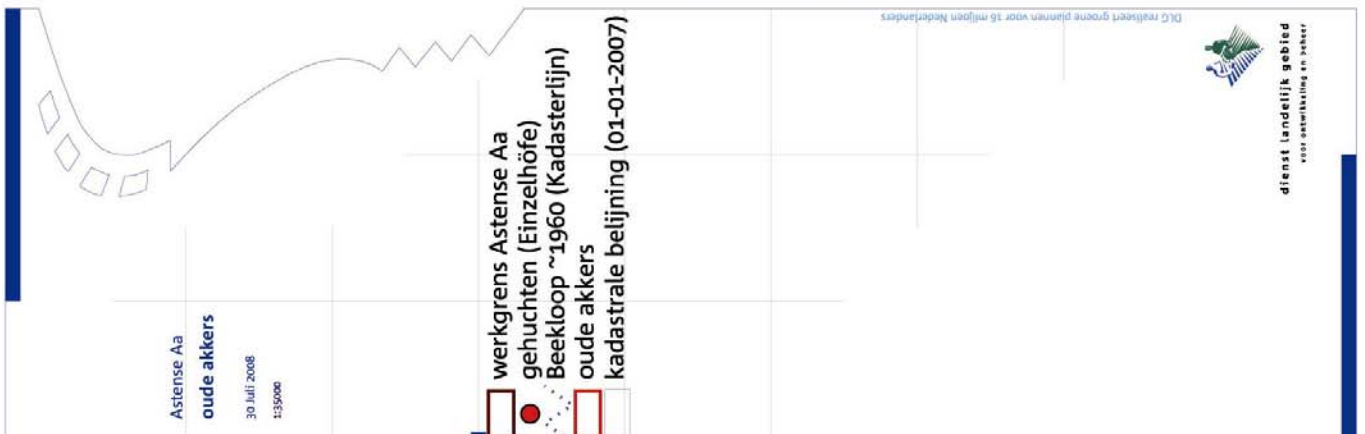 Astense Aa
oude akkers
30 Juli 2008
1:35000
werkgrens Astense Aa
gehuchten (Einzelhöfe)
Beekloop ~1960 (Kadasterlijn)
oude akkers
kadastrale belijning (01-01-2007)
DLG realiseert groene plannen voor 16 miljoen Nederlanders
dienst landelijk gebied
voor ontwikkeling en beheer